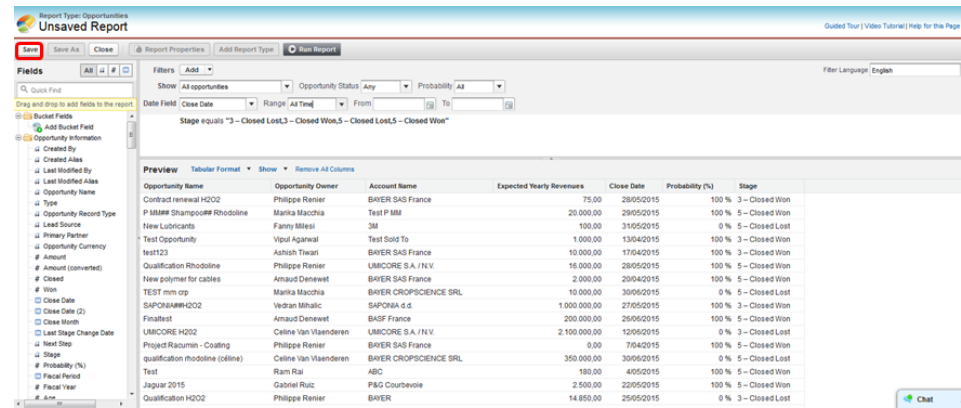 Report Type: Opportunities
Unsaved Report
Guided Tour | Video Tutorial | Help for this Page
Save Save As Close Report Properties Add Report Type Run Report
Fields All # Filters Add Filter Language English
Quick Find Show All opportunities Opportunity Status Any Probability All
Drag and drop to add fields to the report. Date Field Close Date Range All Time From To
Bucket Fields
Add Bucket Field
Stage equals "3 – Closed Lost,3 – Closed Won,5 – Closed Lost,5 – Closed Won"
Opportunity Information
Created By
Created Alias
Last Modified By
Last Modified Alias
Opportunity Name
Type
Opportunity Record Type
Lead Source
Primary Partner
Opportunity Currency
# Amount
# Amount (converted)
# Closed
# Won
Close Date
Close Date (2)
Close Month
Last Stage Change Date
Next Step
Stage
# Probability (%)
Fiscal Period
# Fiscal Year
# Age
Preview Tabular Format Show Remove All Columns
Opportunity Name Opportunity Owner Account Name Expected Yearly Revenues Close Date Probability (%) Stage
Contract renewal H2O2 Philippe Renier BAYER SAS France 75,00 28/05/2015 100 % 3 – Closed Won
P MM## Shampoo## Rhodoline Marika Macchia Test P MM 20.000,00 29/05/2015 100 % 5 – Closed Won
New Lubricants Fanny Milesi 3M 100,00 31/05/2015 0 % 5 – Closed Lost
Test Opportunity Vipul Agarwal Test Sold To 1.000,00 13/04/2015 100 % 3 – Closed Won
test123 Ashish Tiwari BAYER SAS France 10.000,00 17/04/2015 100 % 3 – Closed Won
Qualification Rhodoline Philippe Renier UMICORE S.A. / N.V. 16.000,00 28/05/2015 100 % 5 – Closed Won
New polymer for cables Arnaud Denewet BAYER SAS France 2.000,00 20/04/2015 100 % 5 – Closed Won
TEST mm crp Marika Macchia BAYER CROPSCIENCE SRL 10.000,00 30/06/2015 0 % 5 – Closed Lost
SAPONIA##H2O2 Vedran Mihalic SAPONIA d.d. 1.000.000,00 27/05/2015 100 % 3 – Closed Won
Finaltest Arnaud Denewet BASF France 200.000,00 26/06/2015 100 % 5 – Closed Won
UMICORE H202 Celine Van Vlaenderen UMICORE S.A. / N.V. 2.100.000,00 12/06/2015 0 % 3 – Closed Lost
Project Racumin - Coating Philippe Renier BAYER SAS France 0,00 7/04/2015 100 % 5 – Closed Won
qualification rhodoline (céline) Celine Van Vlaenderen BAYER CROPSCIENCE SRL 350.000,00 30/06/2015 0 % 5 – Closed Lost
Test Ram Rai ABC 180,00 4/05/2015 100 % 5 – Closed Won
Jaguar 2015 Gabriel Ruiz P&G Courbevoie 2.500,00 22/05/2015 100 % 5 – Closed Won
Qualification H2O2 Philippe Renier BAYER 14.850,00 25/05/2015 0 % 3 – Closed Lost
Chat